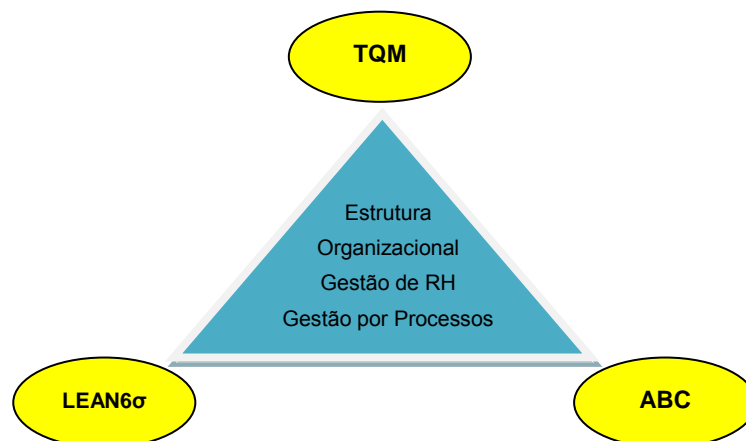 TQM
Estrutura
Organizacional
Gestão de RH
Gestão por Processos
LEAN6σ
ABC